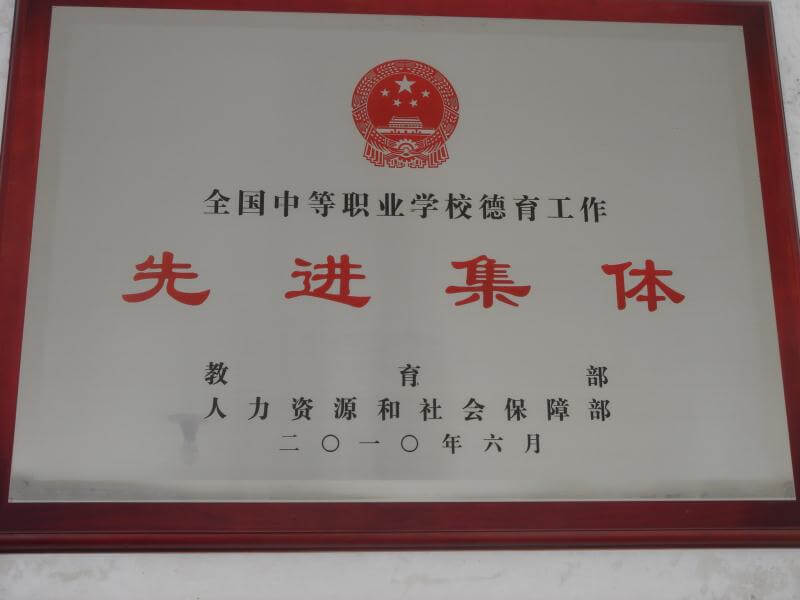 全国中等职业学校德育工作
先进集体
教育部
人力资源和社会保障部
二〇一〇年六月